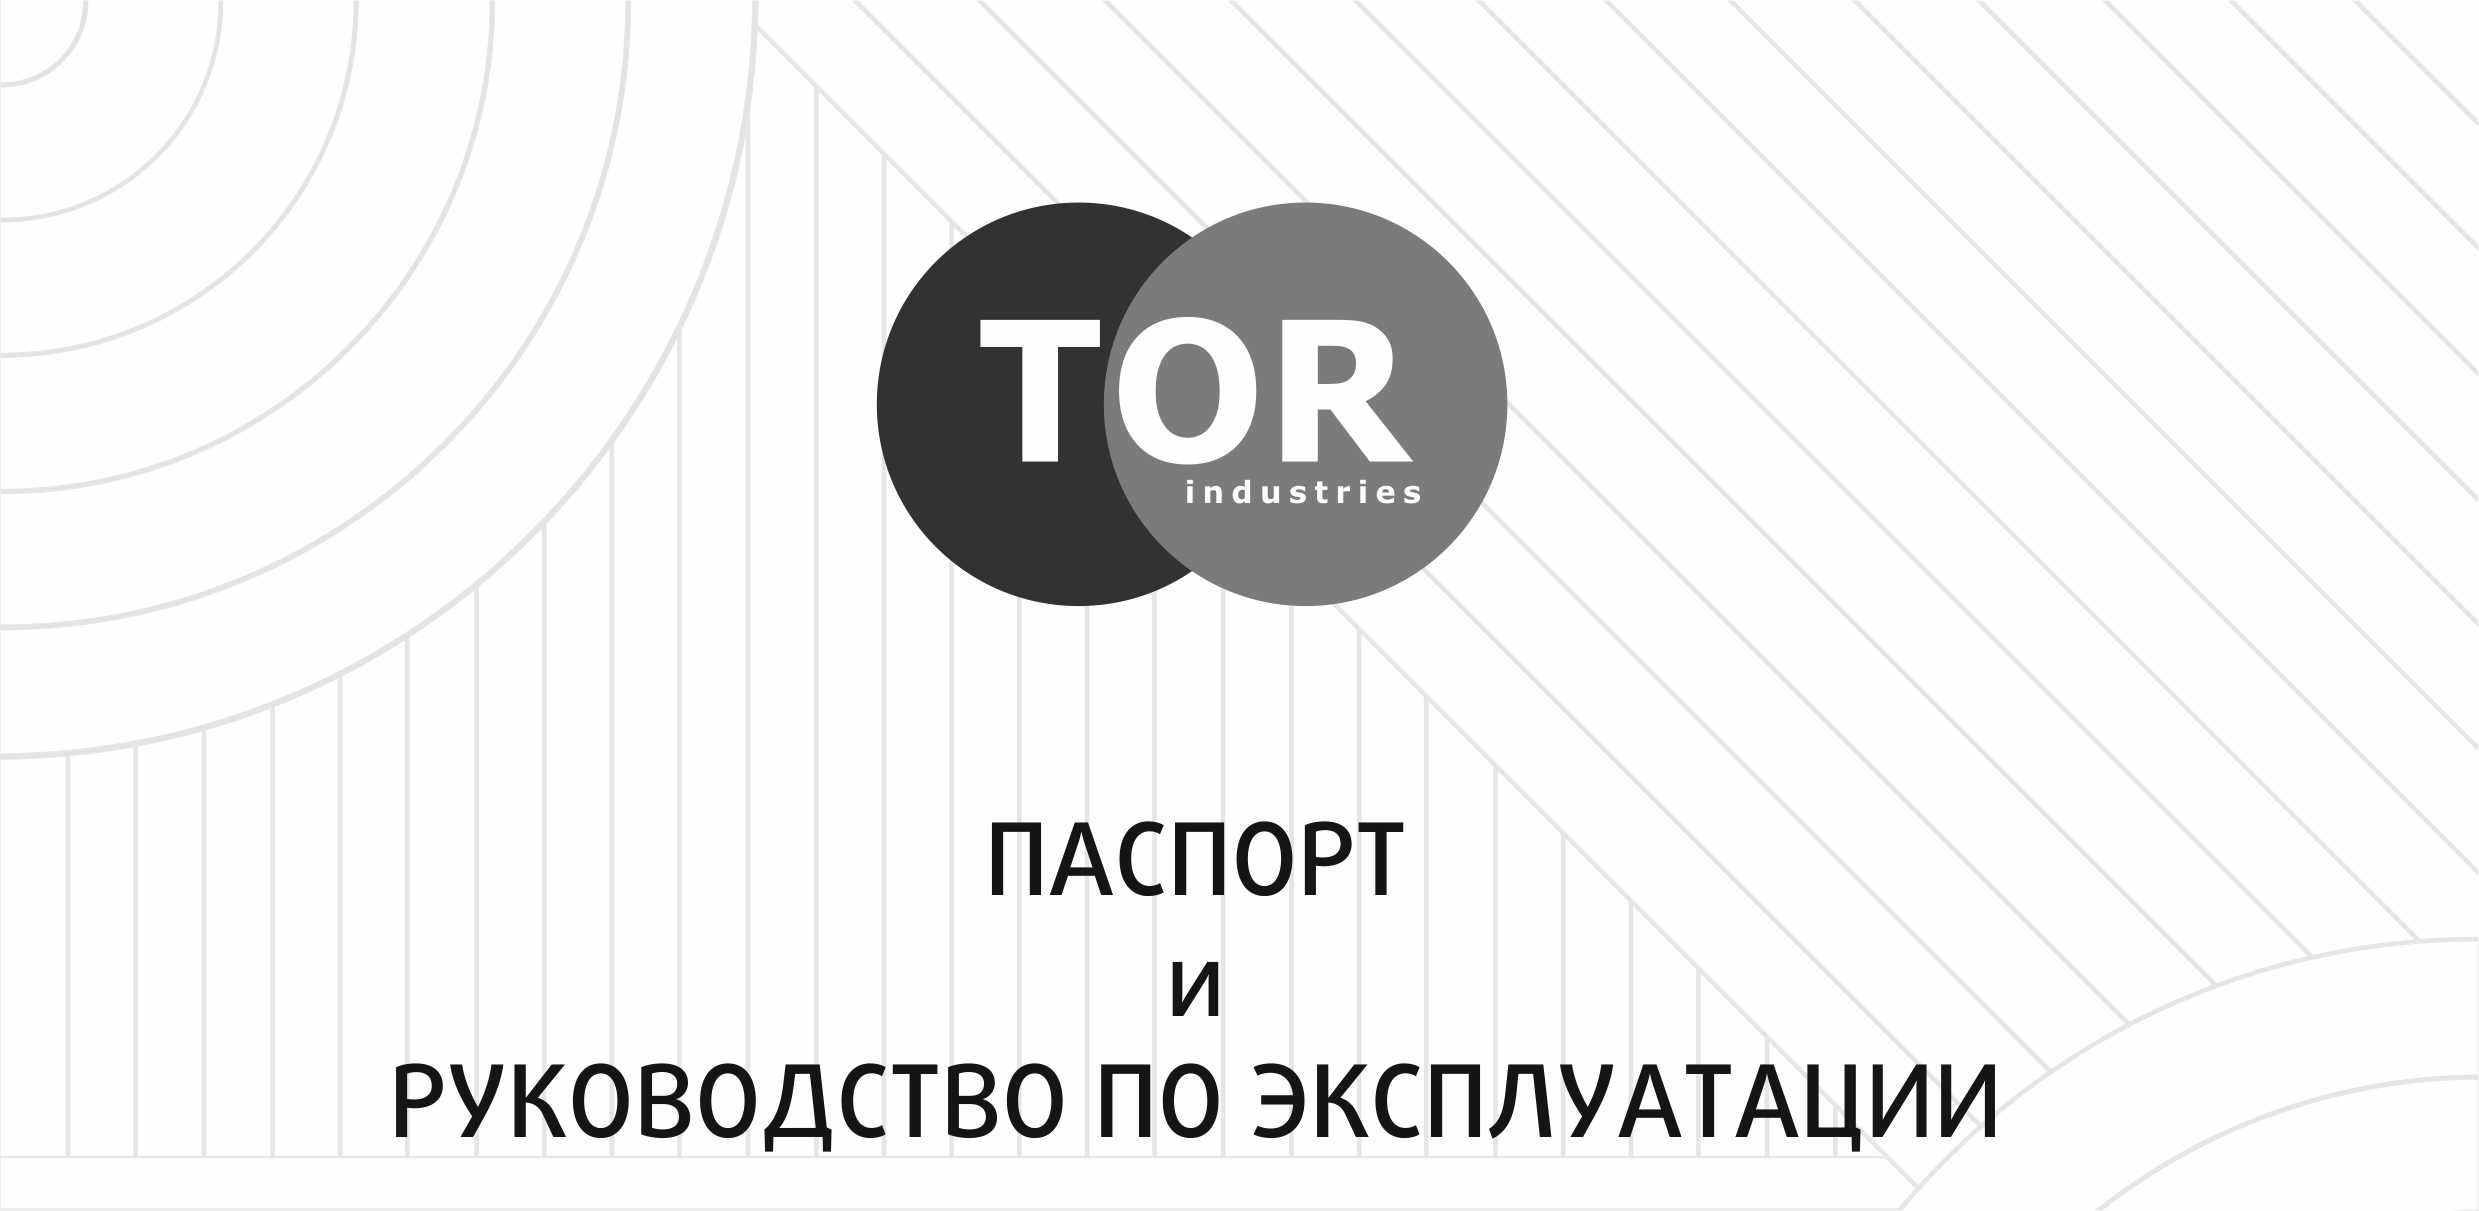 TOR
industries
ПАСПОРТ
И
РУКОВОДСТВО ПО ЭКСПЛУАТАЦИИ